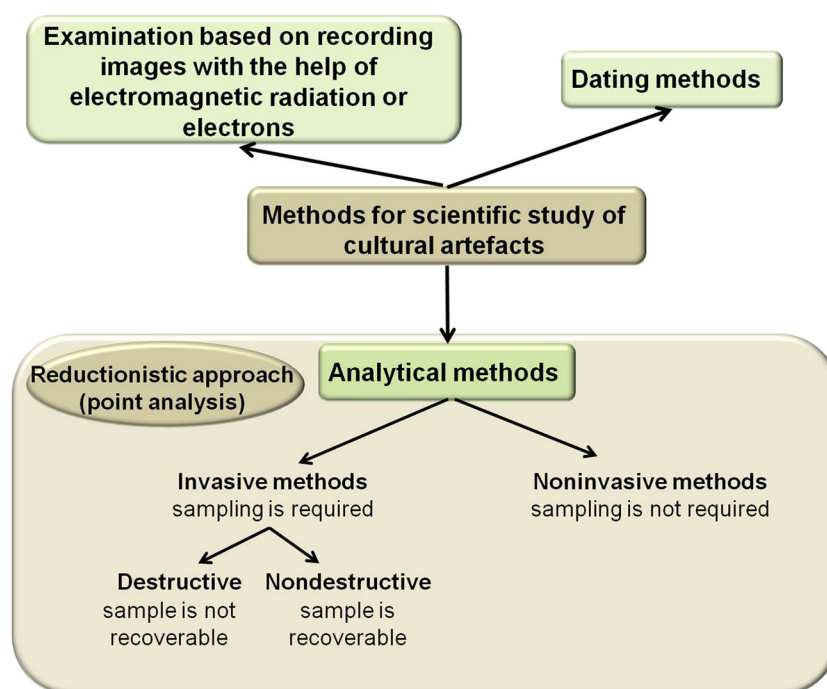 Examination based on recording
images with the help of
electromagnetic radiation or
electrons
Dating methods
Methods for scientific study of
cultural artefacts
Reductionistic approach
(point analysis)
Analytical methods
Invasive methods
sampling is required
Noninvasive methods
sampling is not required
Destructive
sample is not
recoverable
Nondestructive
sample is
recoverable